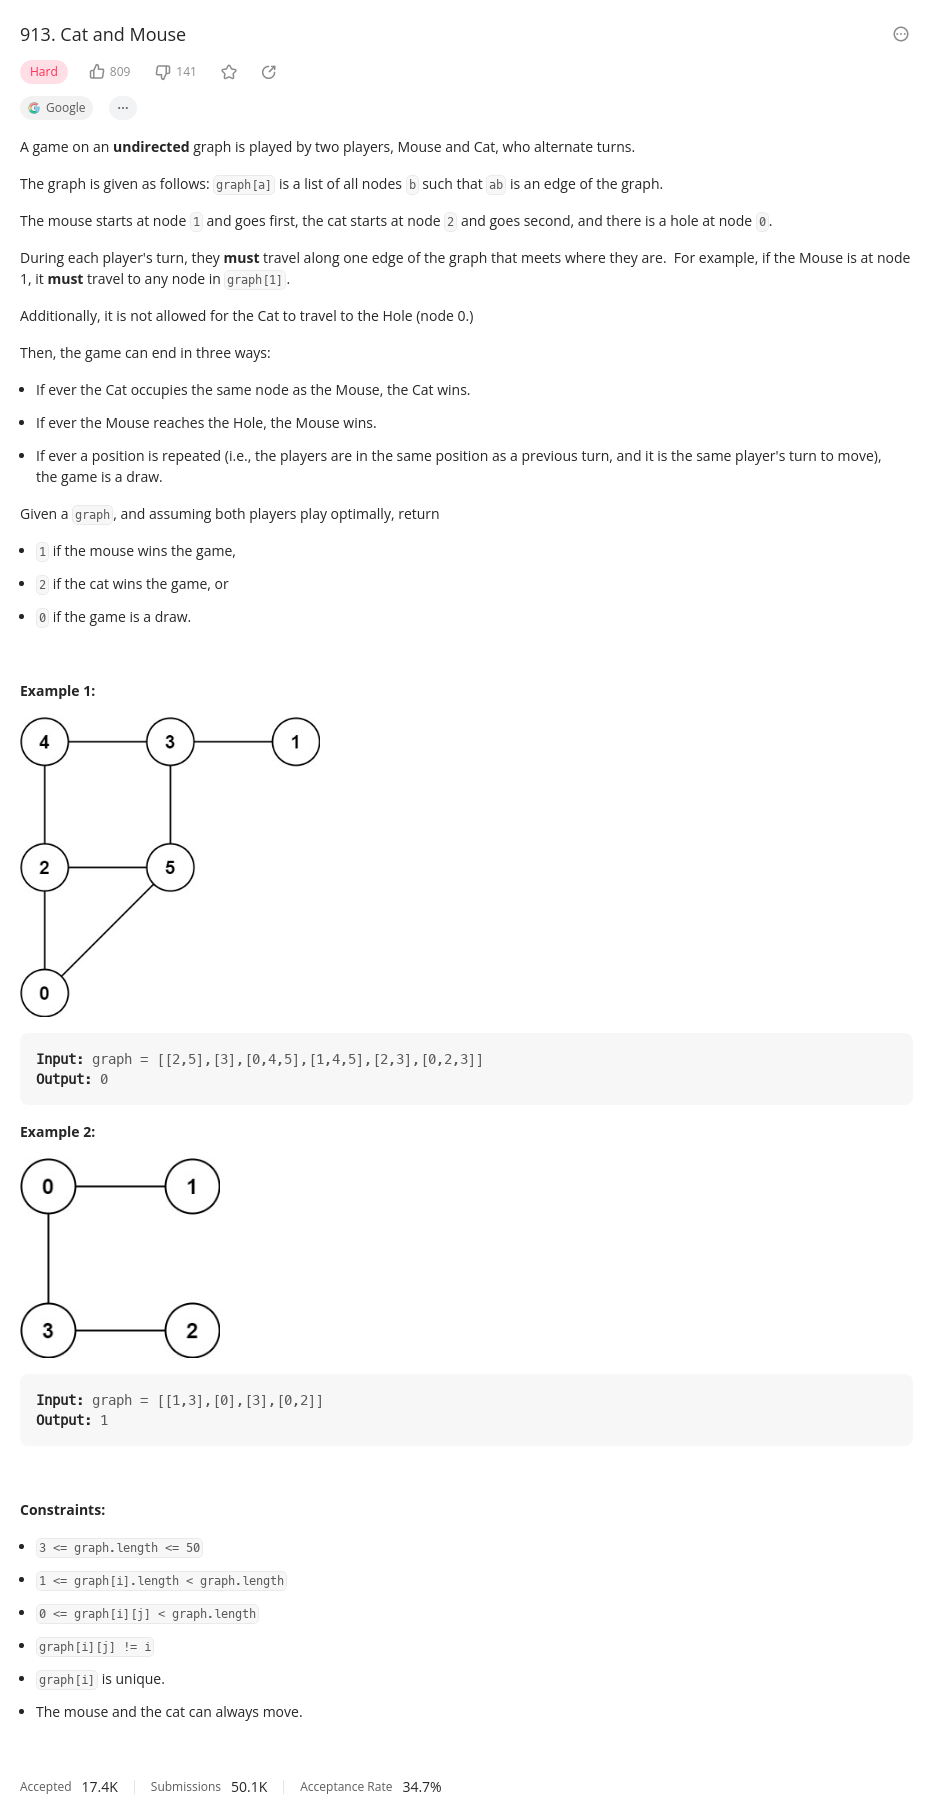 913. Cat and Mouse
Hard 809 141
Google ...
A game on an undirected graph is played by two players, Mouse and Cat, who alternate turns.
The graph is given as follows: graph[a] is a list of all nodes b such that ab is an edge of the graph.
The mouse starts at node 1 and goes first, the cat starts at node 2 and goes second, and there is a hole at node 0.
During each player's turn, they must travel along one edge of the graph that meets where they are. For example, if the Mouse is at node
1, it must travel to any node in graph[1].
Additionally, it is not allowed for the Cat to travel to the Hole (node 0.)
Then, the game can end in three ways:
• If ever the Cat occupies the same node as the Mouse, the Cat wins.
• If ever the Mouse reaches the Hole, the Mouse wins.
• If ever a position is repeated (i.e., the players are in the same position as a previous turn, and it is the same player's turn to move),
the game is a draw.
Given a graph, and assuming both players play optimally, return
• 1 if the mouse wins the game,
• 2 if the cat wins the game, or
• 0 if the game is a draw.
Example 1:
4 3 1
2 5
0
Input: graph = [[2,5],[3],[0,4,5],[1,4,5],[2,3],[0,2,3]]
Output: 0
Example 2:
0 1
3 2
Input: graph = [[1,3],[0],[3],[0,2]]
Output: 1
Constraints:
• 3 <= graph.length <= 50
• 1 <= graph[i].length < graph.length
• 0 <= graph[i][j] < graph.length
• graph[i][j] != i
• graph[i] is unique.
• The mouse and the cat can always move.
Accepted 17.4K Submissions 50.1K Acceptance Rate 34.7%